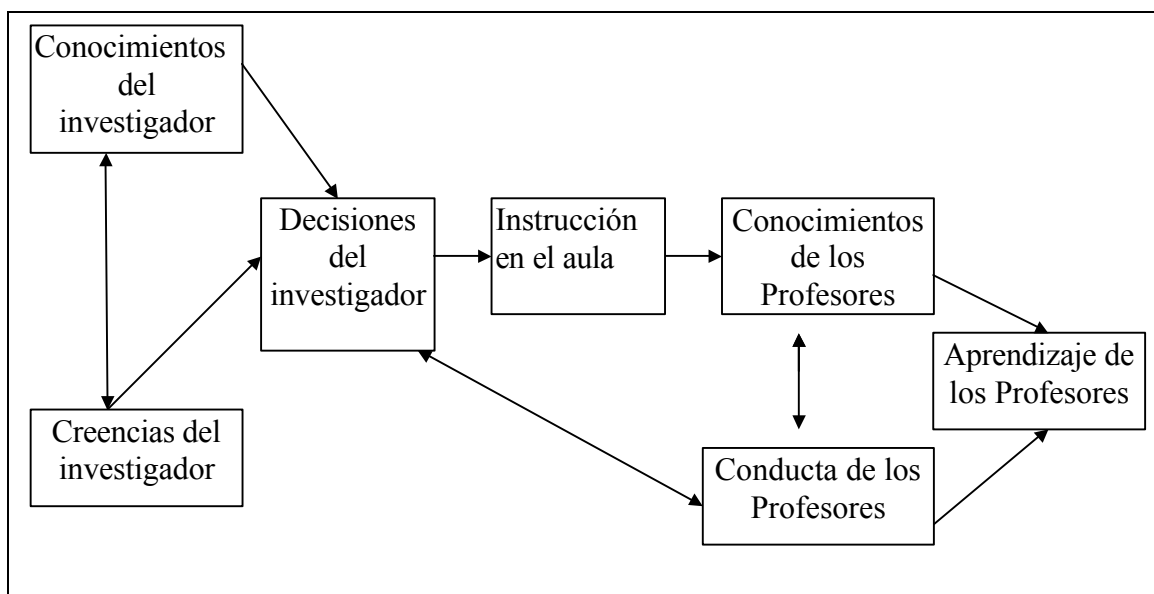 Conocimientos
del
investigador
Decisiones
del
investigador
Instrucción
en el aula
Conocimientos
de los
Profesores
Aprendizaje de
los Profesores
Creencias del
investigador
Conducta de los
Profesores